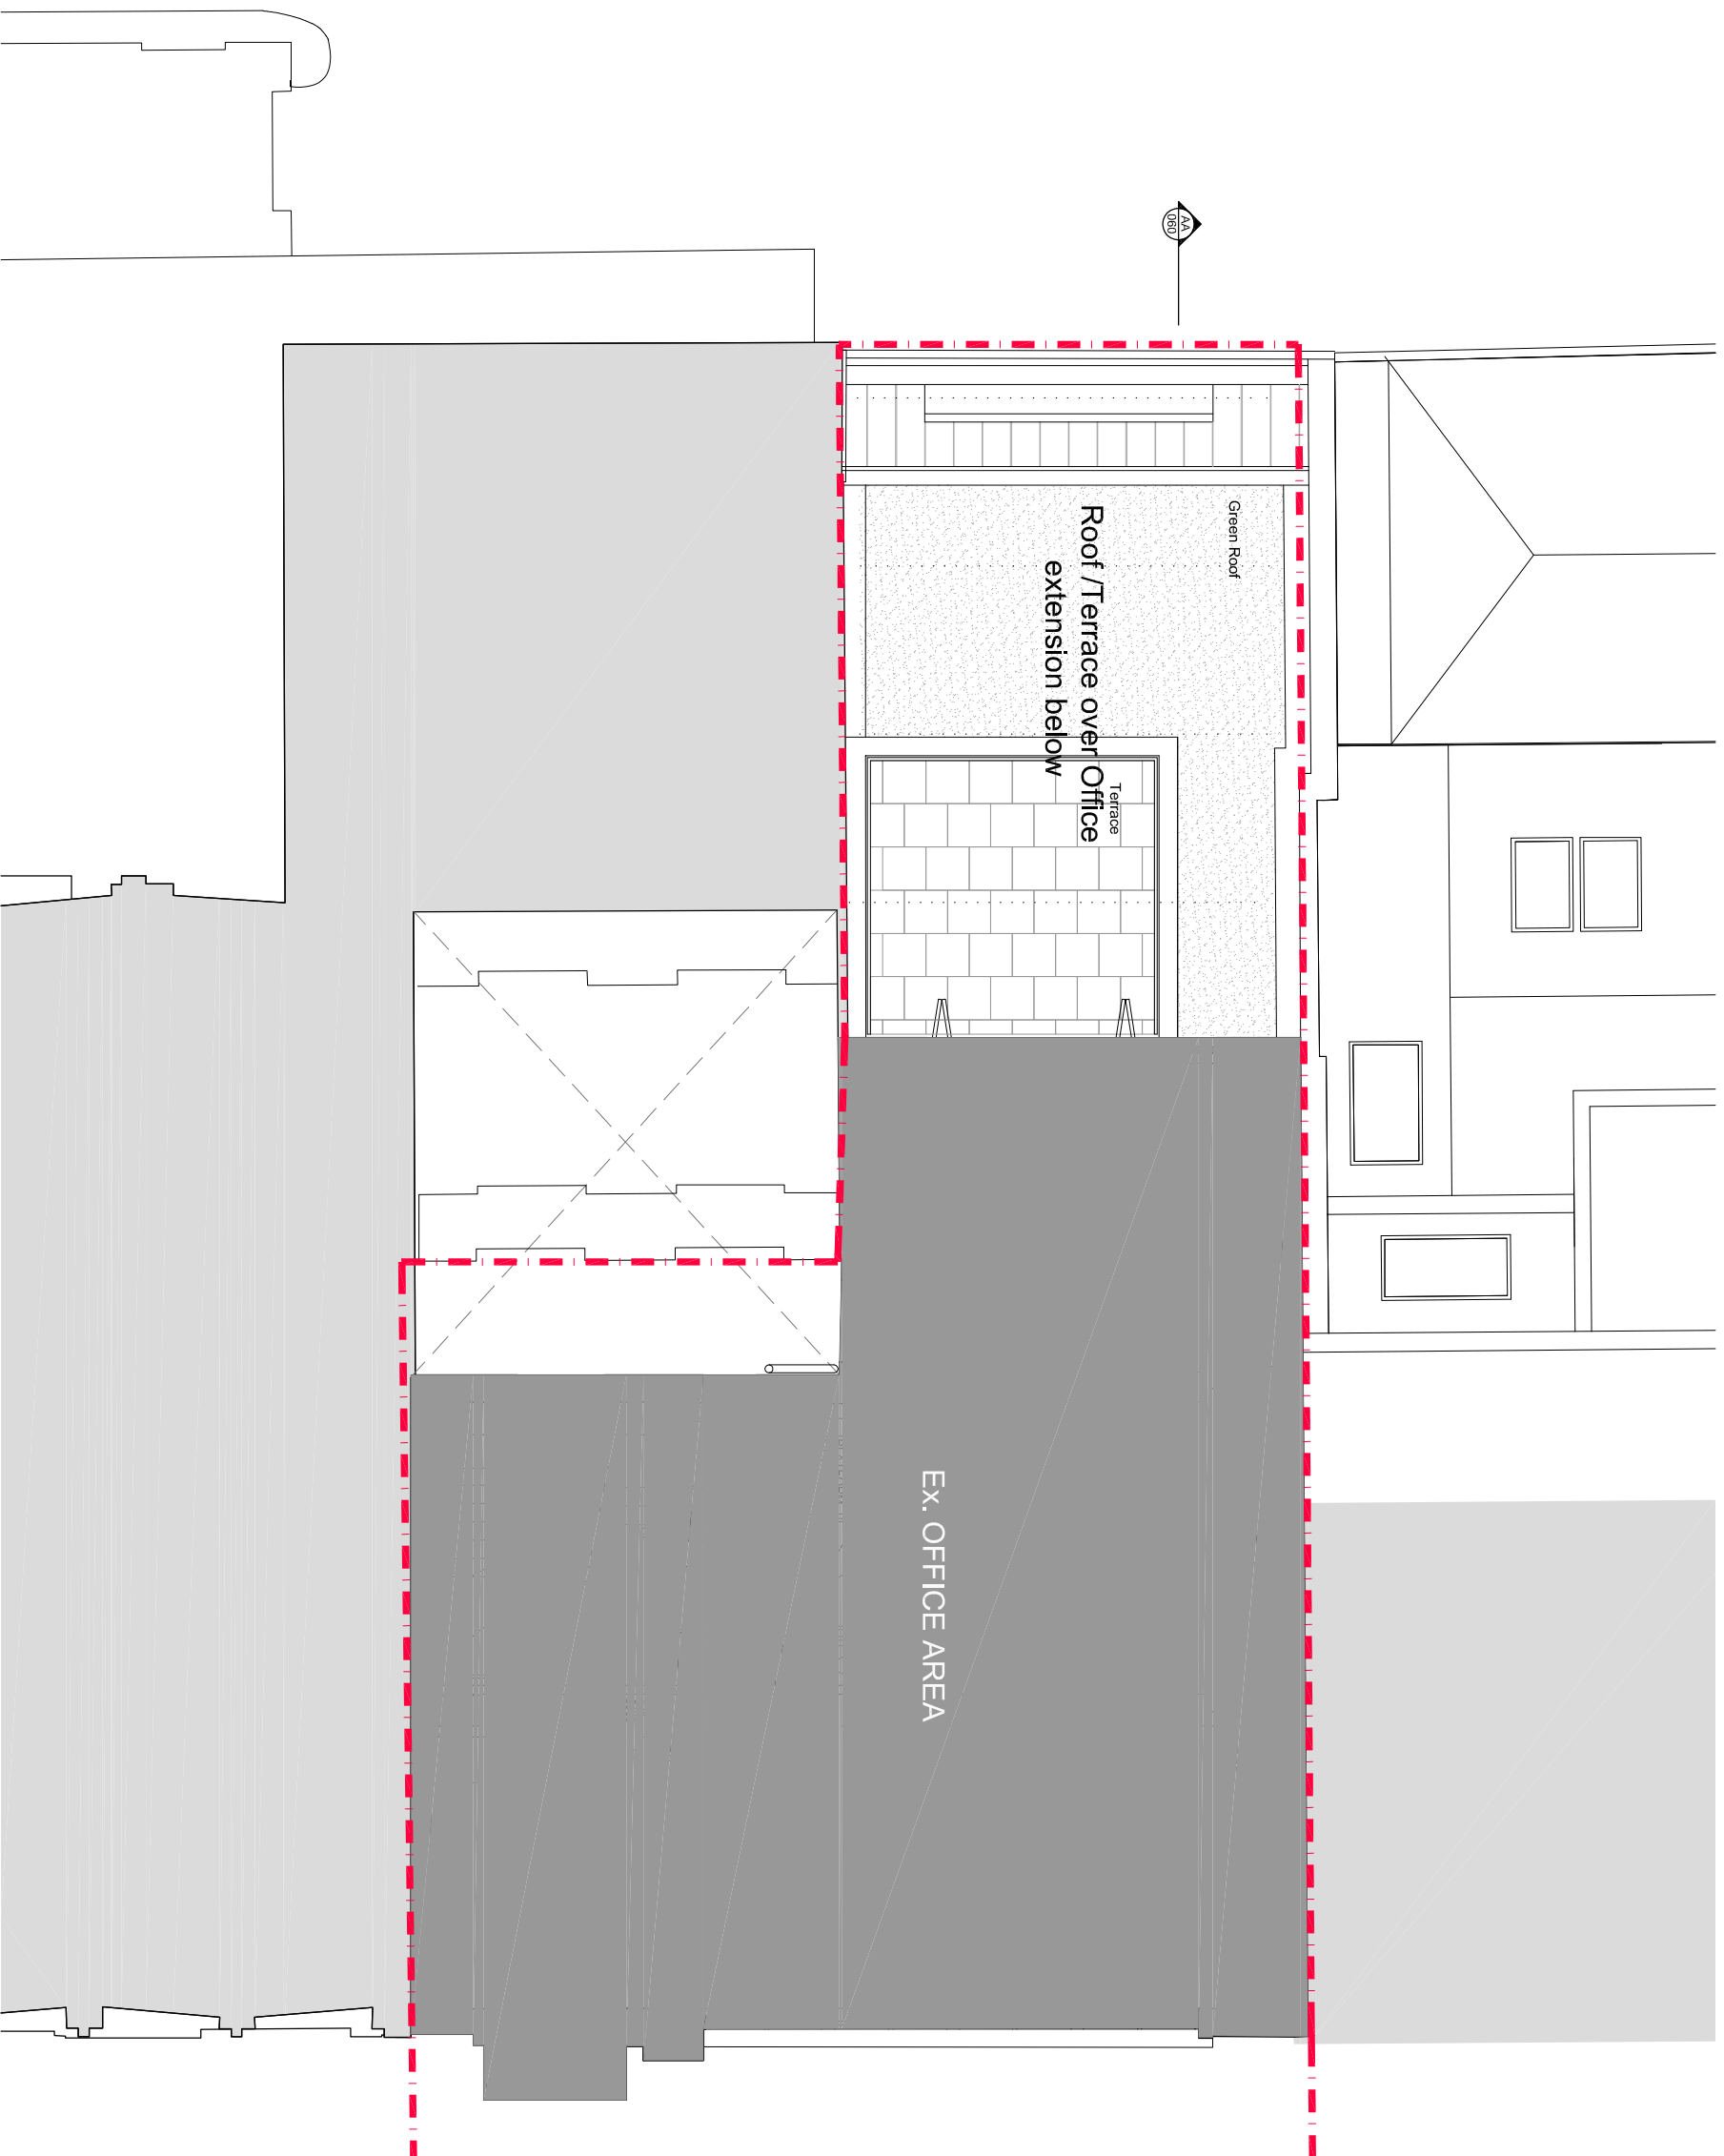 AA
060
Green Roof
Roof /Terrace over Office
extension below
Terrace
Ex. OFFICE AREA